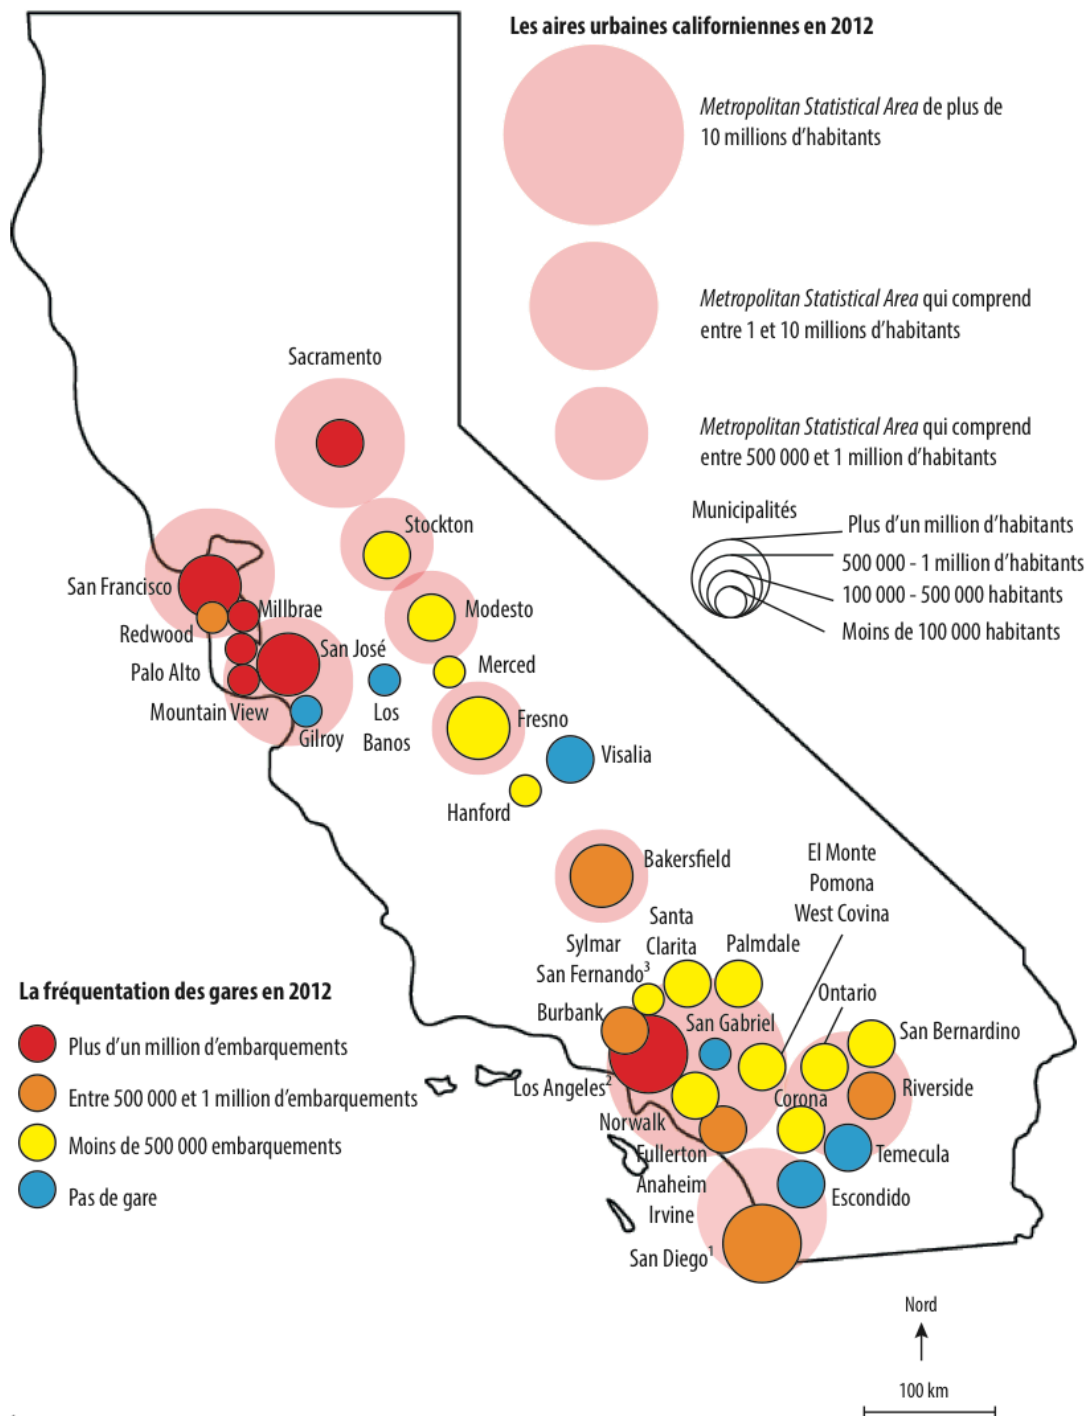 Les aires urbaines californiennes en 2012
Metropolitan Statistical Area de plus de
10 millions d’habitants
Metropolitan Statistical Area qui comprend
entre 1 et 10 millions d’habitants
Metropolitan Statistical Area qui comprend
entre 500 000 et 1 million d’habitants
Municipalités
Plus d’un million d’habitants
500 000 - 1 million d’habitants
100 000 - 500 000 habitants
Moins de 100 000 habitants
Sacramento
Stockton
San Francisco
Millbrae
Modesto
Redwood
San José
Merced
Palo Alto
Mountain View
Gilroy
Los
Banos
Fresno
Visalia
Hanford
Bakersfield
El Monte
Pomona
West Covina
Santa
Clarita
Palmdale
Sylmar
San Fernando³
Ontario
Burbank
San Gabriel
San Bernardino
Los Angeles²
Corona
Riverside
Norwalk
Fullerton
Anaheim
Irvine
Temecula
Escondido
San Diego¹
La fréquentation des gares en 2012
Plus d’un million d’embarquements
Entre 500 000 et 1 million d’embarquements
Moins de 500 000 embarquements
Pas de gare
Nord
100 km